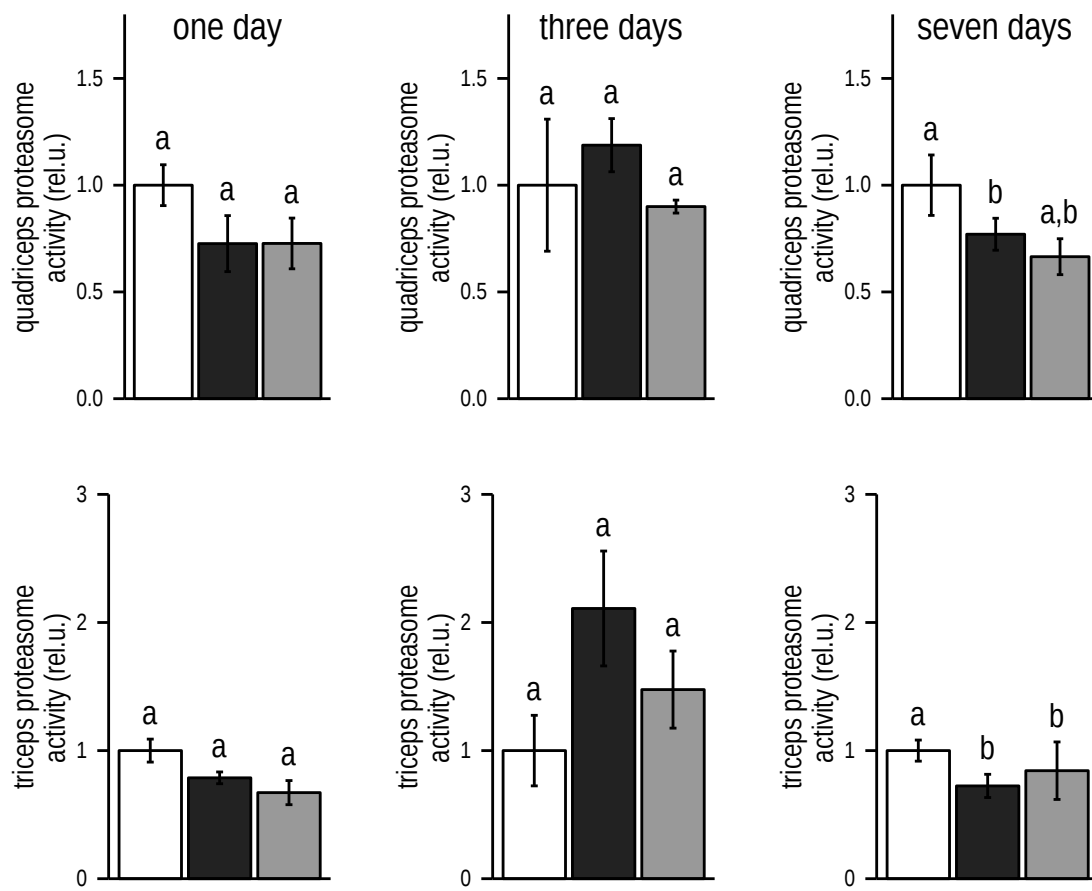 one day
quadriceps proteasome
activity (rel.u.)
1.5
1.0
0.5
0.0
a
a
a
three days
quadriceps proteasome
activity (rel.u.)
1.5
1.0
0.5
0.0
a
a
a
seven days
quadriceps proteasome
activity (rel.u.)
1.5
1.0
0.5
0.0
a
b
a,b
triceps proteasome
activity (rel.u.)
3
2
1
0
a
a
a
triceps proteasome
activity (rel.u.)
3
2
1
0
a
a
a
triceps proteasome
activity (rel.u.)
3
2
1
0
a
b
b